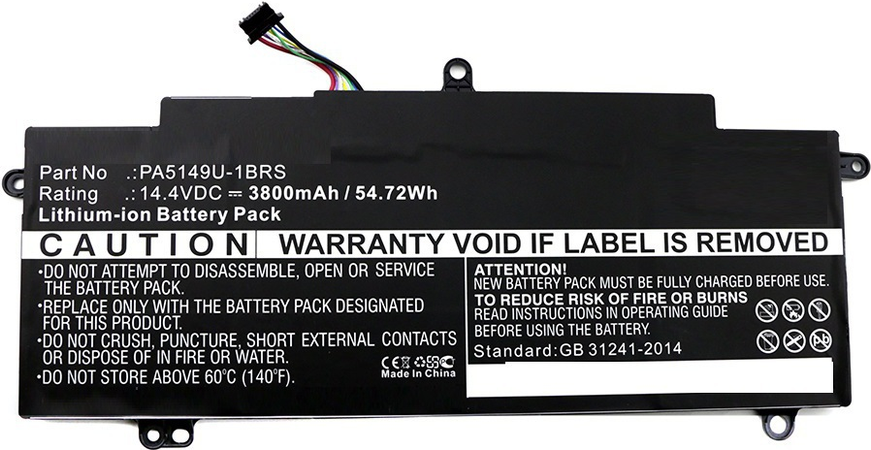 Part No .:PA5149U-1BRS
Rating .:14.4VDC ⎓ 3800mAh / 54.72Wh
Lithium-ion Battery Pack
CAUTION WARRANTY VOID IF LABEL IS REMOVED
•DO NOT ATTEMPT TO DISASSEMBLE, OPEN OR SERVICE
THE BATTERY PACK.
•REPLACE ONLY WITH THE BATTERY PACK DESIGNATED
FOR THIS PRODUCT.
•DO NOT CRUSH, PUNCTURE, SHORT EXTERNAL CONTACTS
OR DISPOSE OF IN FIRE OR WATER.
•DO NOT STORE ABOVE 60°C (140°F).
CE
Made In China
ATTENTION!
NEW BATTERY PACK MUST BE FULLY CHARGED BEFORE USE.
TO REDUCE RISK OF FIRE OR BURNS
READ INSTRUCTIONS IN OPERATING GUIDE
BEFORE USING THE BATTERY.
Standard:GB 31241-2014
Pb